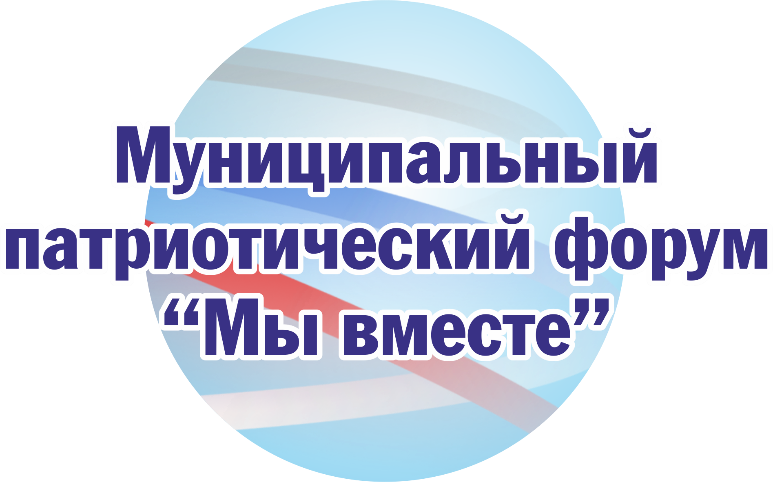 Муниципальный
патриотический форум
“Мы вместе”